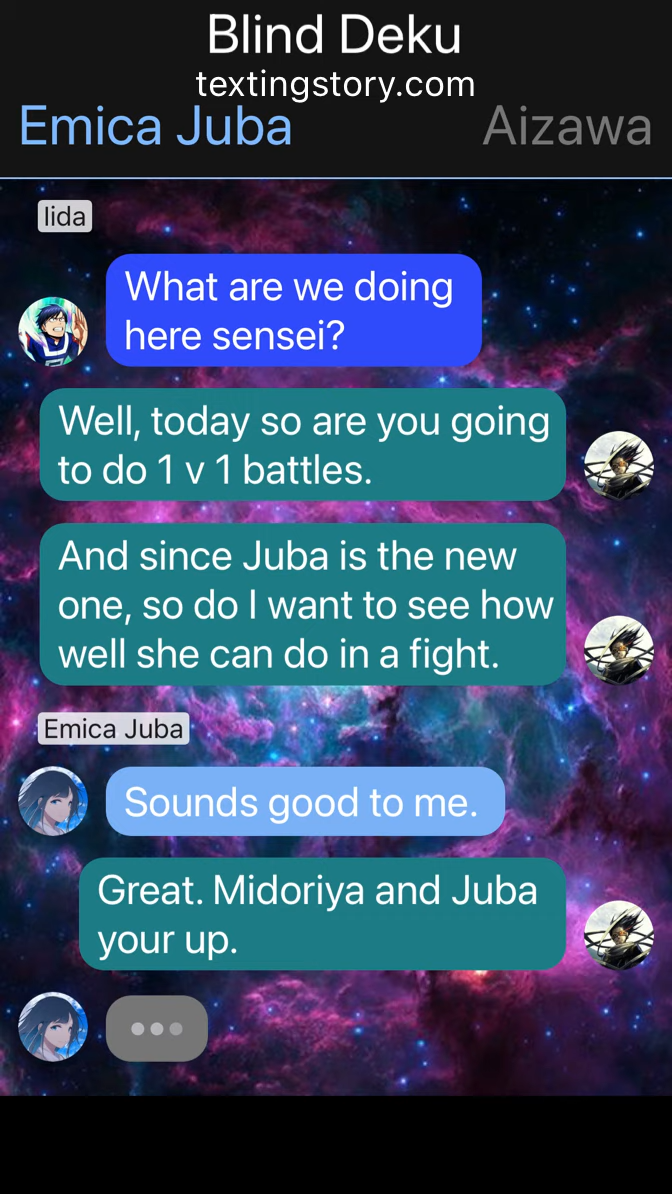 Blind Deku
textingstory.com
Emica Juba
Aizawa
Iida
What are we doing
here sensei?
Well, today so are you going
to do 1 v 1 battles.
And since Juba is the new
one, so do I want to see how
well she can do in a fight.
Emica Juba
Sounds good to me.
Great. Midoriya and Juba
your up.